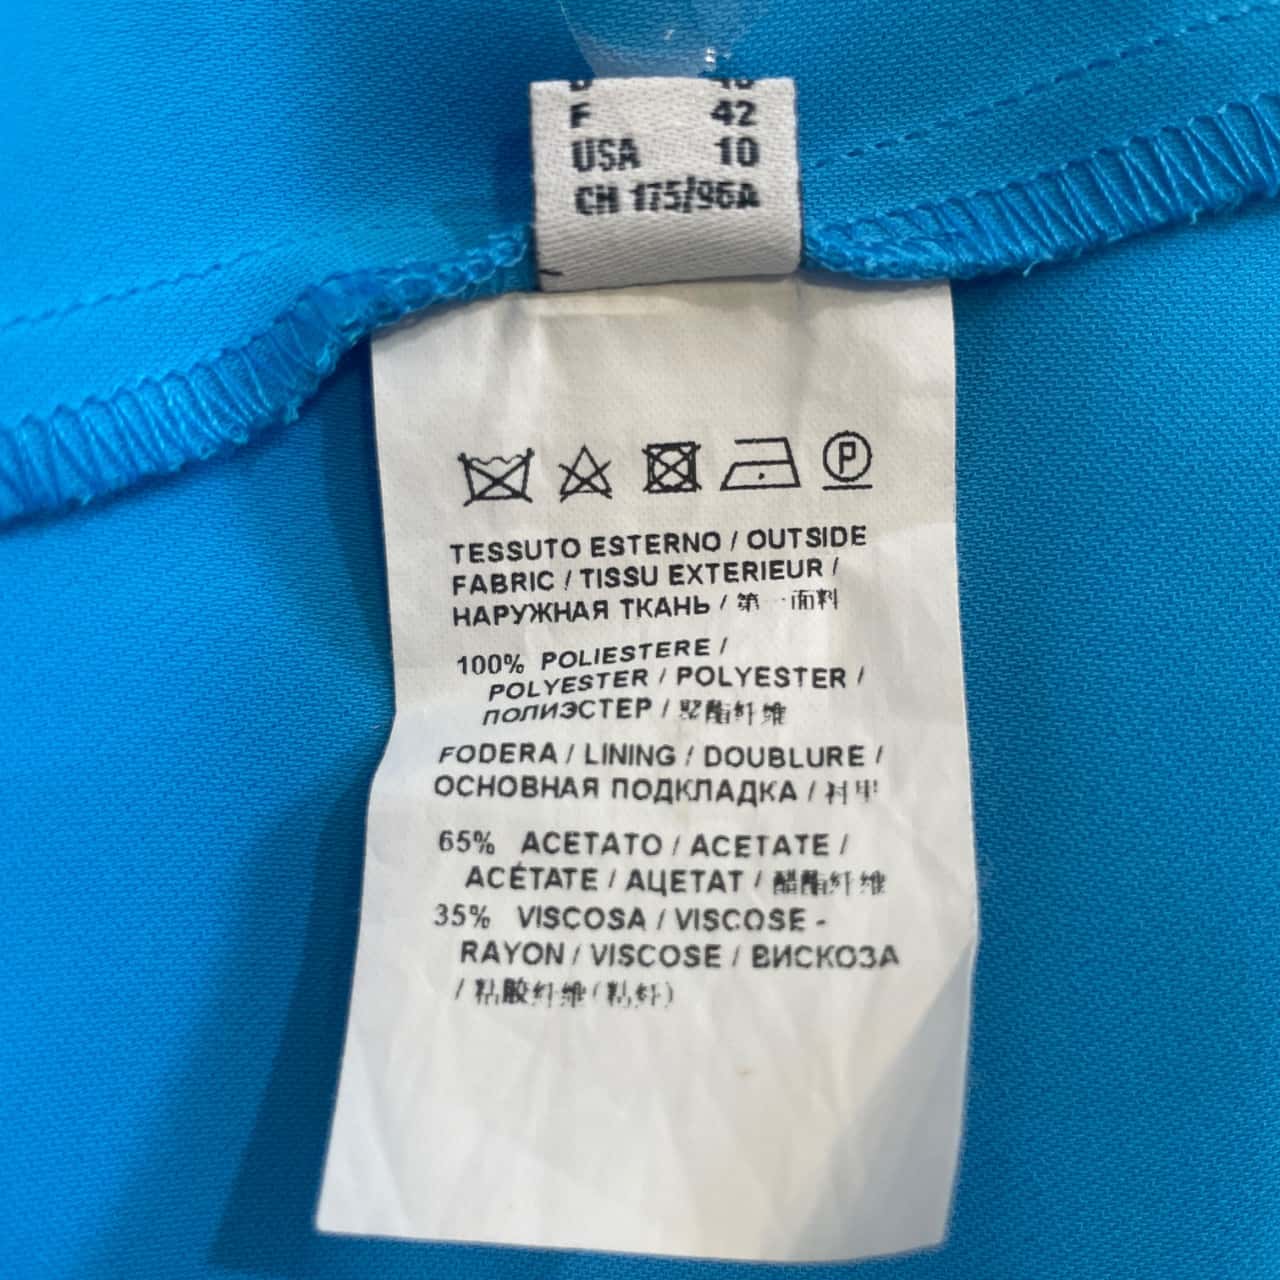 F 42
USA 10
CH 175/96A
P
TESSUTO ESTERNO / OUTSIDE
FABRIC / TISSU EXTERIEUR /
НАРУЖНАЯ ТКАНЬ / 第一面料
100% POLIESTERE /
POLYESTER / POLYESTER /
ПОЛИЭСТЕР / 聚酯纤维
FODERA / LINING / DOUBLURE /
ОСНОВНАЯ ПОДКЛАДКА /
65% ACETATO / ACETATE /
ACÉTATE / АЦЕТАТ / 醋酯纤维
35% VISCOSA / VISCOSE -
RAYON / VISCOSE / ВИСКОЗА
/ 粘胶纤维(粘纤)